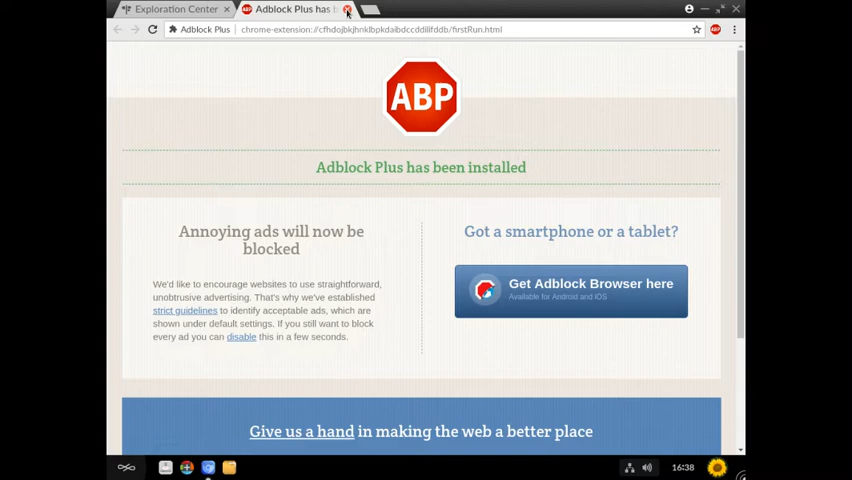 Exploration Center
Adblock Plus has b
Adblock Plus
chrome-extension://cfhdojbkjhnklbpkdaibdccddilifddb/firstRun.html
ABP
ABP
Adblock Plus has been installed
Annoying ads will now be
blocked
We'd like to encourage websites to use straightforward,
unobtrusive advertising. That's why we've established
strict guidelines to identify acceptable ads, which are
shown under default settings. If you still want to block
every ad you can disable this in a few seconds.
Got a smartphone or a tablet?
Get Adblock Browser here
Available for Android and iOS
Give us a hand in making the web a better place
16:38